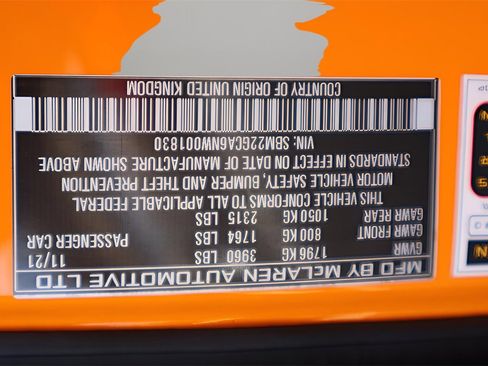 MFD BY McLAREN AUTOMOTIVE LTD
GVWR 1796 KG 3960 LBS 11/21
GAWR FRONT 800 KG 1764 LBS PASSENGER CAR
GAWR REAR 1050 KG 2315 LBS
THIS VEHICLE CONFORMS TO ALL APPLICABLE FEDERAL
MOTOR VEHICLE SAFETY, BUMPER AND THEFT PREVENTION
STANDARDS IN EFFECT ON DATE OF MANUFACTURE SHOWN ABOVE
VIN: SBM22GCA6NW001830
COUNTRY OF ORIGIN UNITED KINGDOM